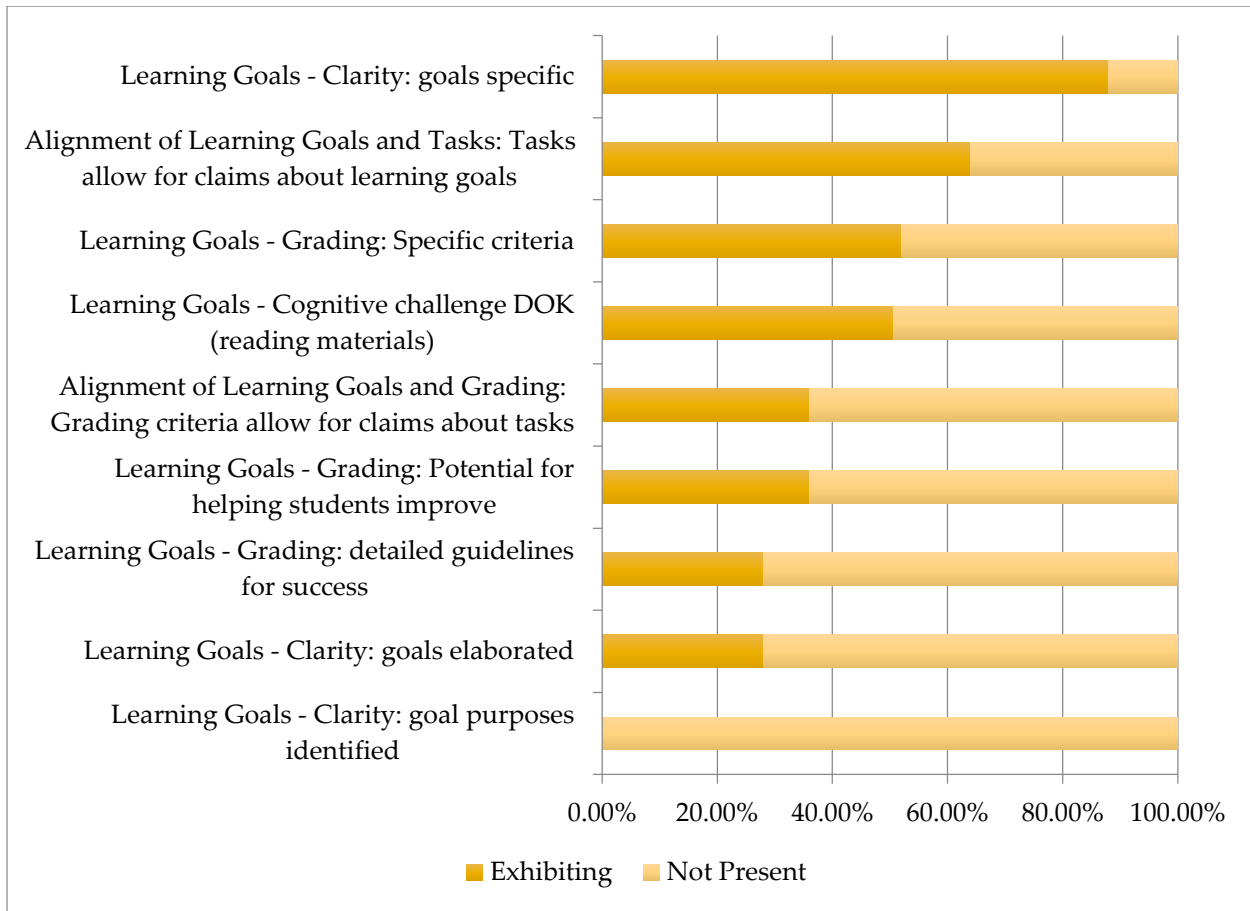 Learning Goals - Clarity: goals specific
Alignment of Learning Goals and Tasks: Tasks
allow for claims about learning goals
Learning Goals - Grading: Specific criteria
Learning Goals - Cognitive challenge DOK
(reading materials)
Alignment of Learning Goals and Grading:
Grading criteria allow for claims about tasks
Learning Goals - Grading: Potential for
helping students improve
Learning Goals - Grading: detailed guidelines
for success
Learning Goals - Clarity: goals elaborated
Learning Goals - Clarity: goal purposes
identified
0.00% 20.00% 40.00% 60.00% 80.00% 100.00%
Exhibiting Not Present